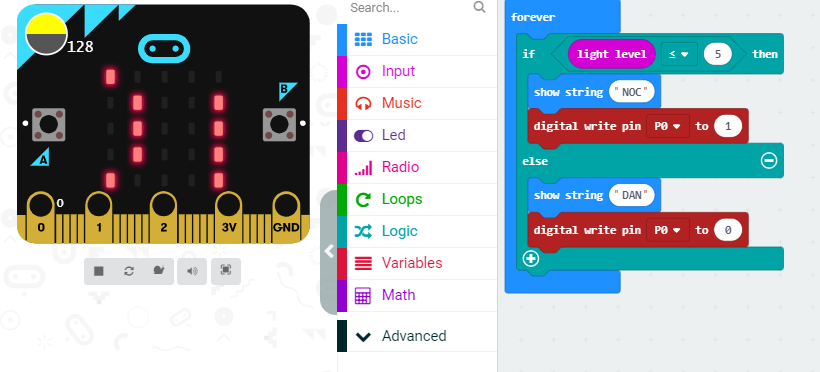 128
B
A
0
0 1 2 3V GND
Search...
Basic
Input
Music
Led
Radio
Loops
Logic
Variables
Math
Advanced
forever
if light level ≤ 5 then
show string "NOC"
digital write pin P0 to 1
else
show string "DAN"
digital write pin P0 to 0